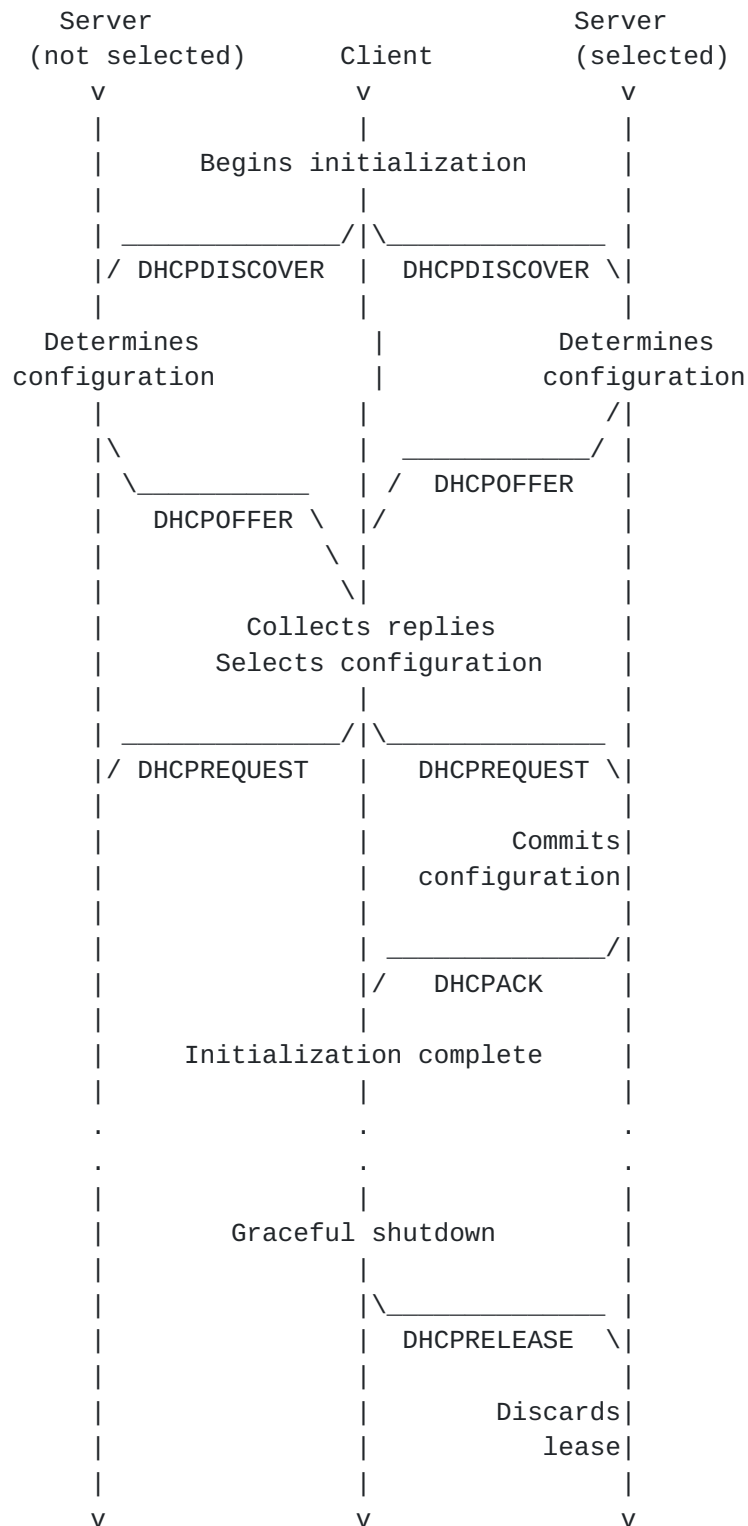 Server Server
(not selected) Client (selected)
v v v
Begins initialization
DHCPDISCOVER DHCPDISCOVER
Determines Determines
configuration configuration
DHCPOFFER
DHCPOFFER
Collects replies
Selects configuration
DHCPREQUEST DHCPREQUEST
Commits
configuration
DHCPACK
Initialization complete
. . .
. . .
Graceful shutdown
DHCPRELEASE
Discards
lease
v v v